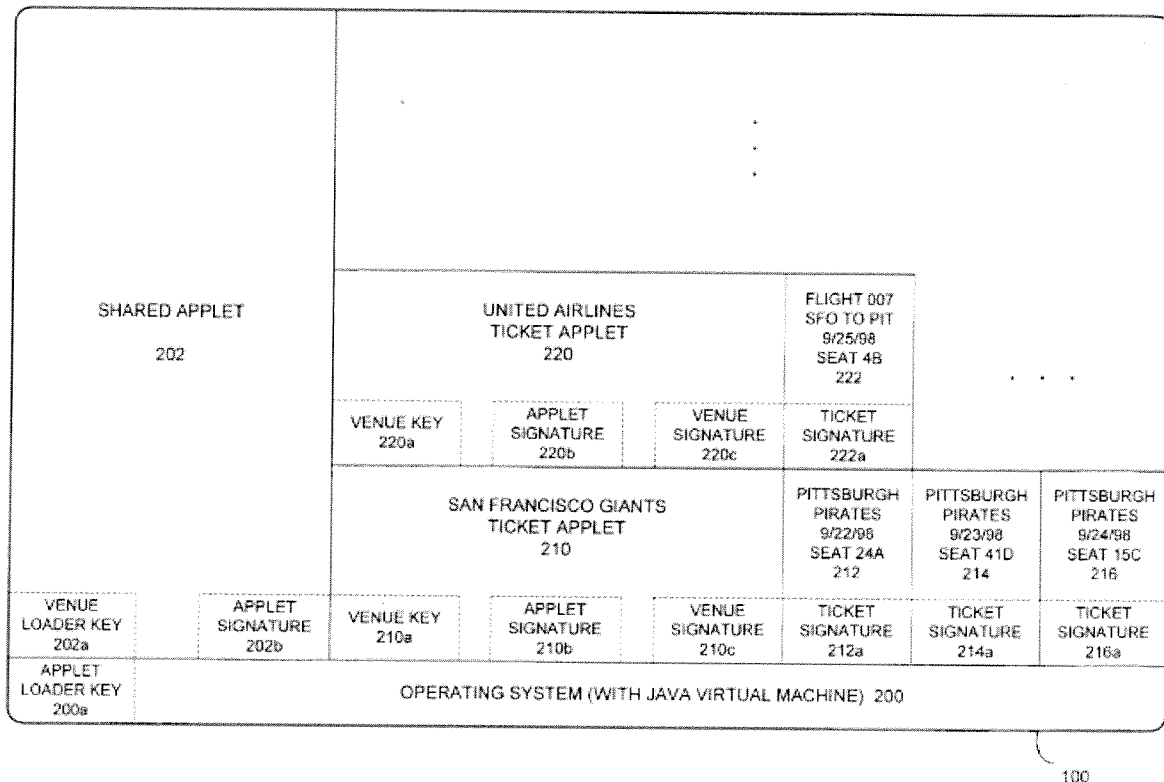 SHARED APPLET
202
UNITED AIRLINES
TICKET APPLET
220
FLIGHT 007
SFO TO PIT
9/25/98
SEAT 4B
222
VENUE KEY
220a
APPLET
SIGNATURE
220b
VENUE
SIGNATURE
220c
TICKET
SIGNATURE
222a
SAN FRANCISCO GIANTS
TICKET APPLET
210
PITTSBURGH
PIRATES
9/22/98
SEAT 24A
212
PITTSBURGH
PIRATES
9/23/98
SEAT 41D
214
PITTSBURGH
PIRATES
9/24/98
SEAT 15C
216
VENUE
LOADER KEY
202a
APPLET
SIGNATURE
202b
VENUE KEY
210a
APPLET
SIGNATURE
210b
VENUE
SIGNATURE
210c
TICKET
SIGNATURE
212a
TICKET
SIGNATURE
214a
TICKET
SIGNATURE
216a
APPLET
LOADER KEY
200a
OPERATING SYSTEM (WITH JAVA VIRTUAL MACHINE) 200
100